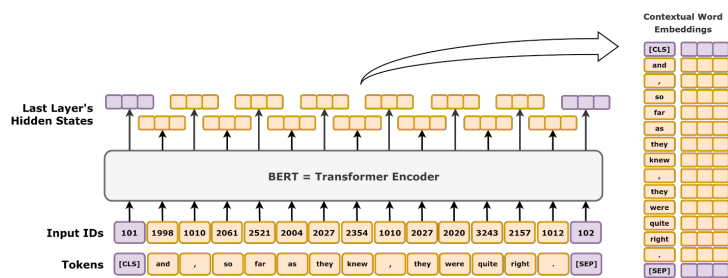 Contextual Word
Embeddings
[CLS]
and
,
so
far
as
they
knew
,
they
were
quite
right
.
[SEP]
Last Layer's
Hidden States
BERT = Transformer Encoder
Input IDs 101 1998 1010 2061 2521 2004 2027 2354 1010 2027 2020 3243 2157 1012 102
Tokens [CLS] and , so far as they knew , they were quite right . [SEP]